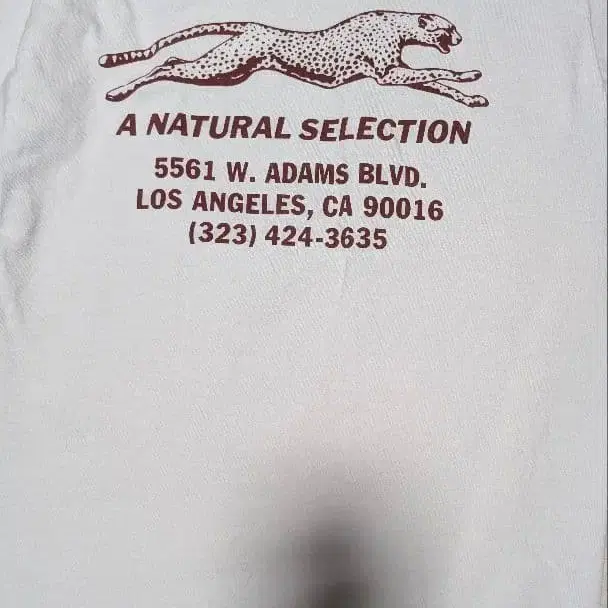 A NATURAL SELECTION
5561 W. ADAMS BLVD.
LOS ANGELES, CA 90016
(323) 424-3635